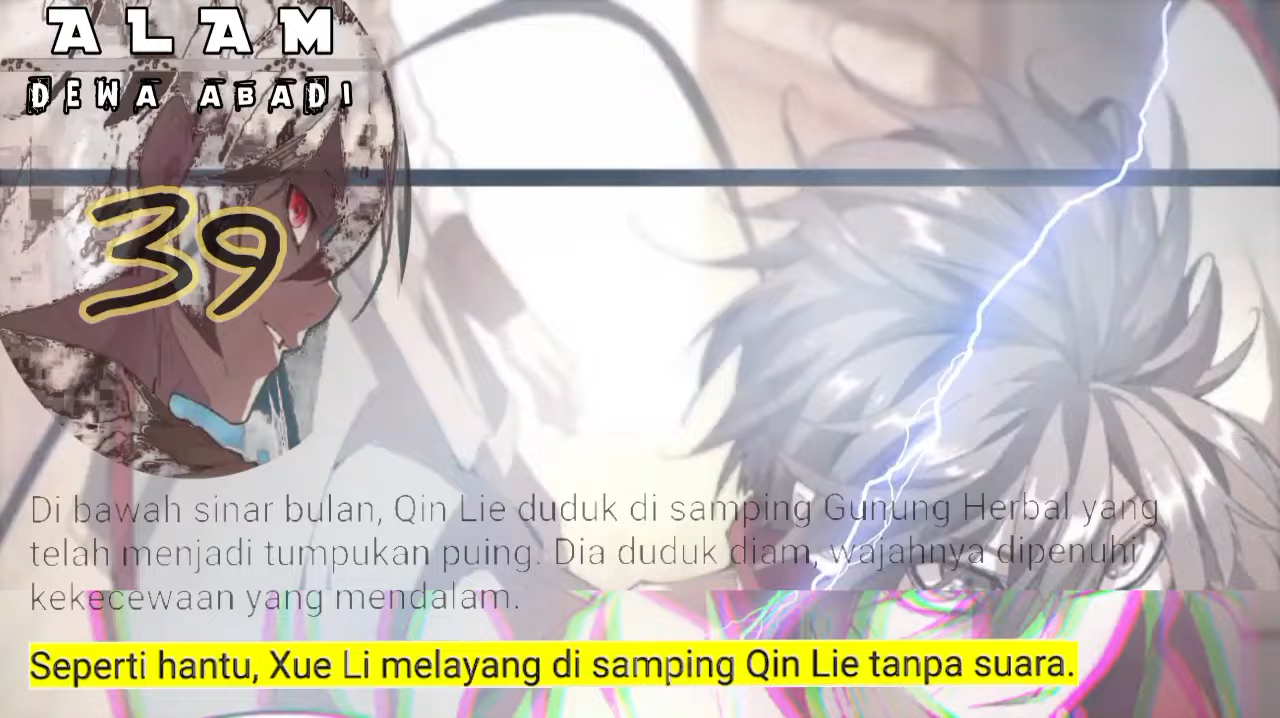 ALAM
DEWA ABADI
39
Di bawah sinar bulan, Qin Lie duduk di samping Gunung Herbal yang
telah menjadi tumpukan puing. Dia duduk diam, wajahnya dipenuhi
kekecewaan yang mendalam.
Seperti hantu, Xue Li melayang di samping Qin Lie tanpa suara.